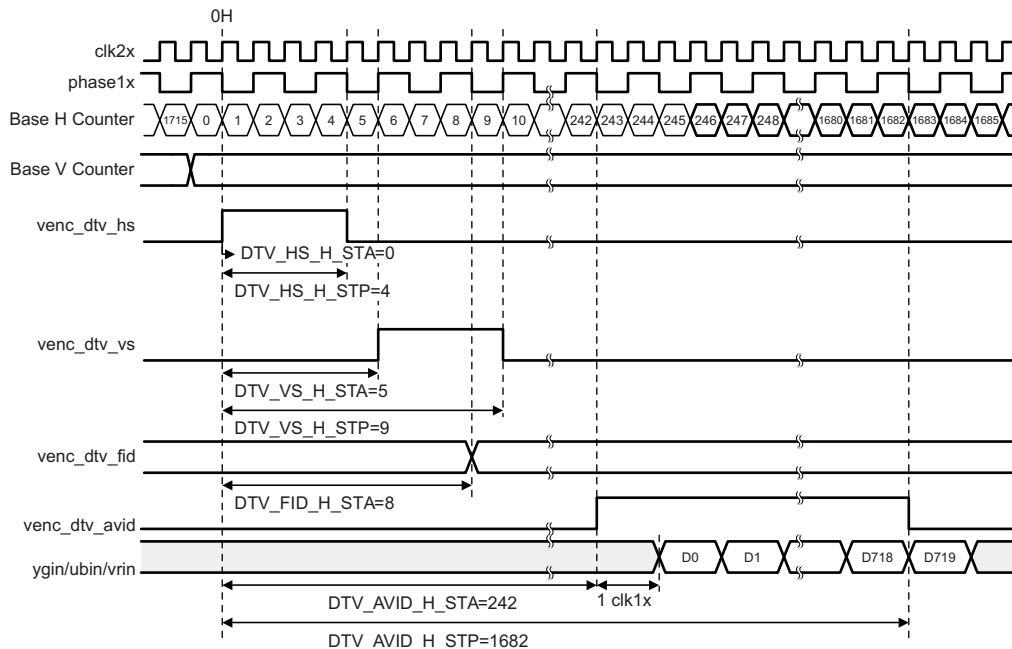 0H
clk2x
phase1x
Base H Counter 1715 0 1 2 3 4 5 6 7 8 9 10 242 243 244 245 246 247 248 1680 1681 1682 1683 1684 1685
Base V Counter
venc_dtv_hs
DTV_HS_H_STA=0
DTV_HS_H_STP=4
venc_dtv_vs
DTV_VS_H_STA=5
DTV_VS_H_STP=9
venc_dtv_fid
DTV_FID_H_STA=8
venc_dtv_avid
ygin/ubin/vrin D0 D1 D718 D719
DTV_AVID_H_STA=242 1 clk1x
DTV_AVID_H_STP=1682